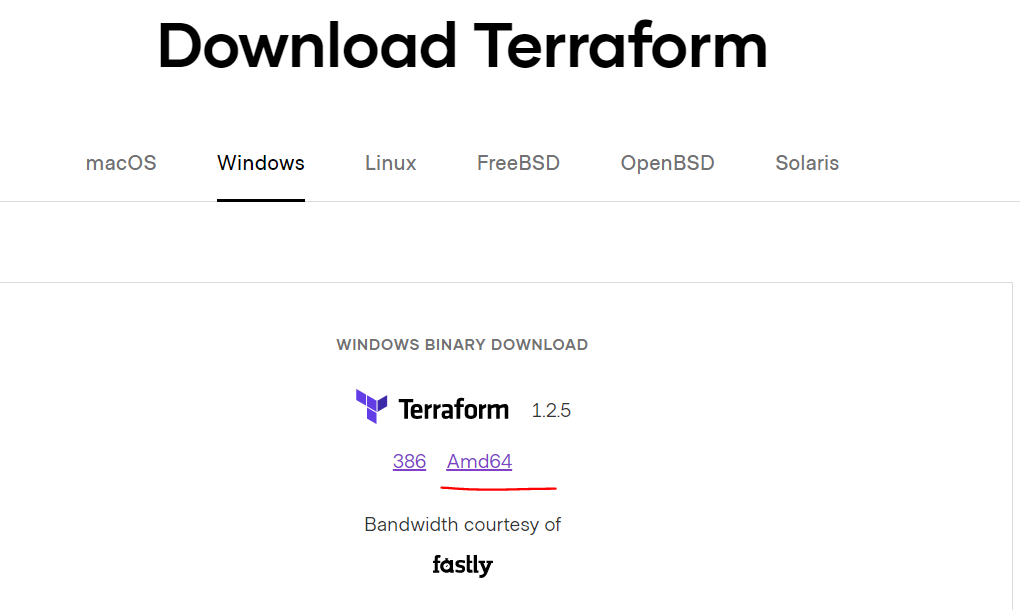 Download Terraform
macOS Windows Linux FreeBSD OpenBSD Solaris
WINDOWS BINARY DOWNLOAD
Terraform 1.2.5
386 Amd64
Bandwidth courtesy of
fastly